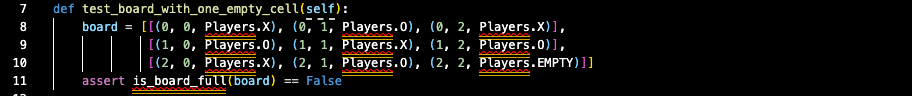 7 def test_board_with_one_empty_cell(self):
8 board = [[(0, 0, Players.X), (0, 1, Players.O), (0, 2, Players.X)],
9 [(1, 0, Players.O), (1, 1, Players.X), (1, 2, Players.O)],
10 [(2, 0, Players.X), (2, 1, Players.O), (2, 2, Players.EMPTY)]]
11 assert is_board_full(board) == False